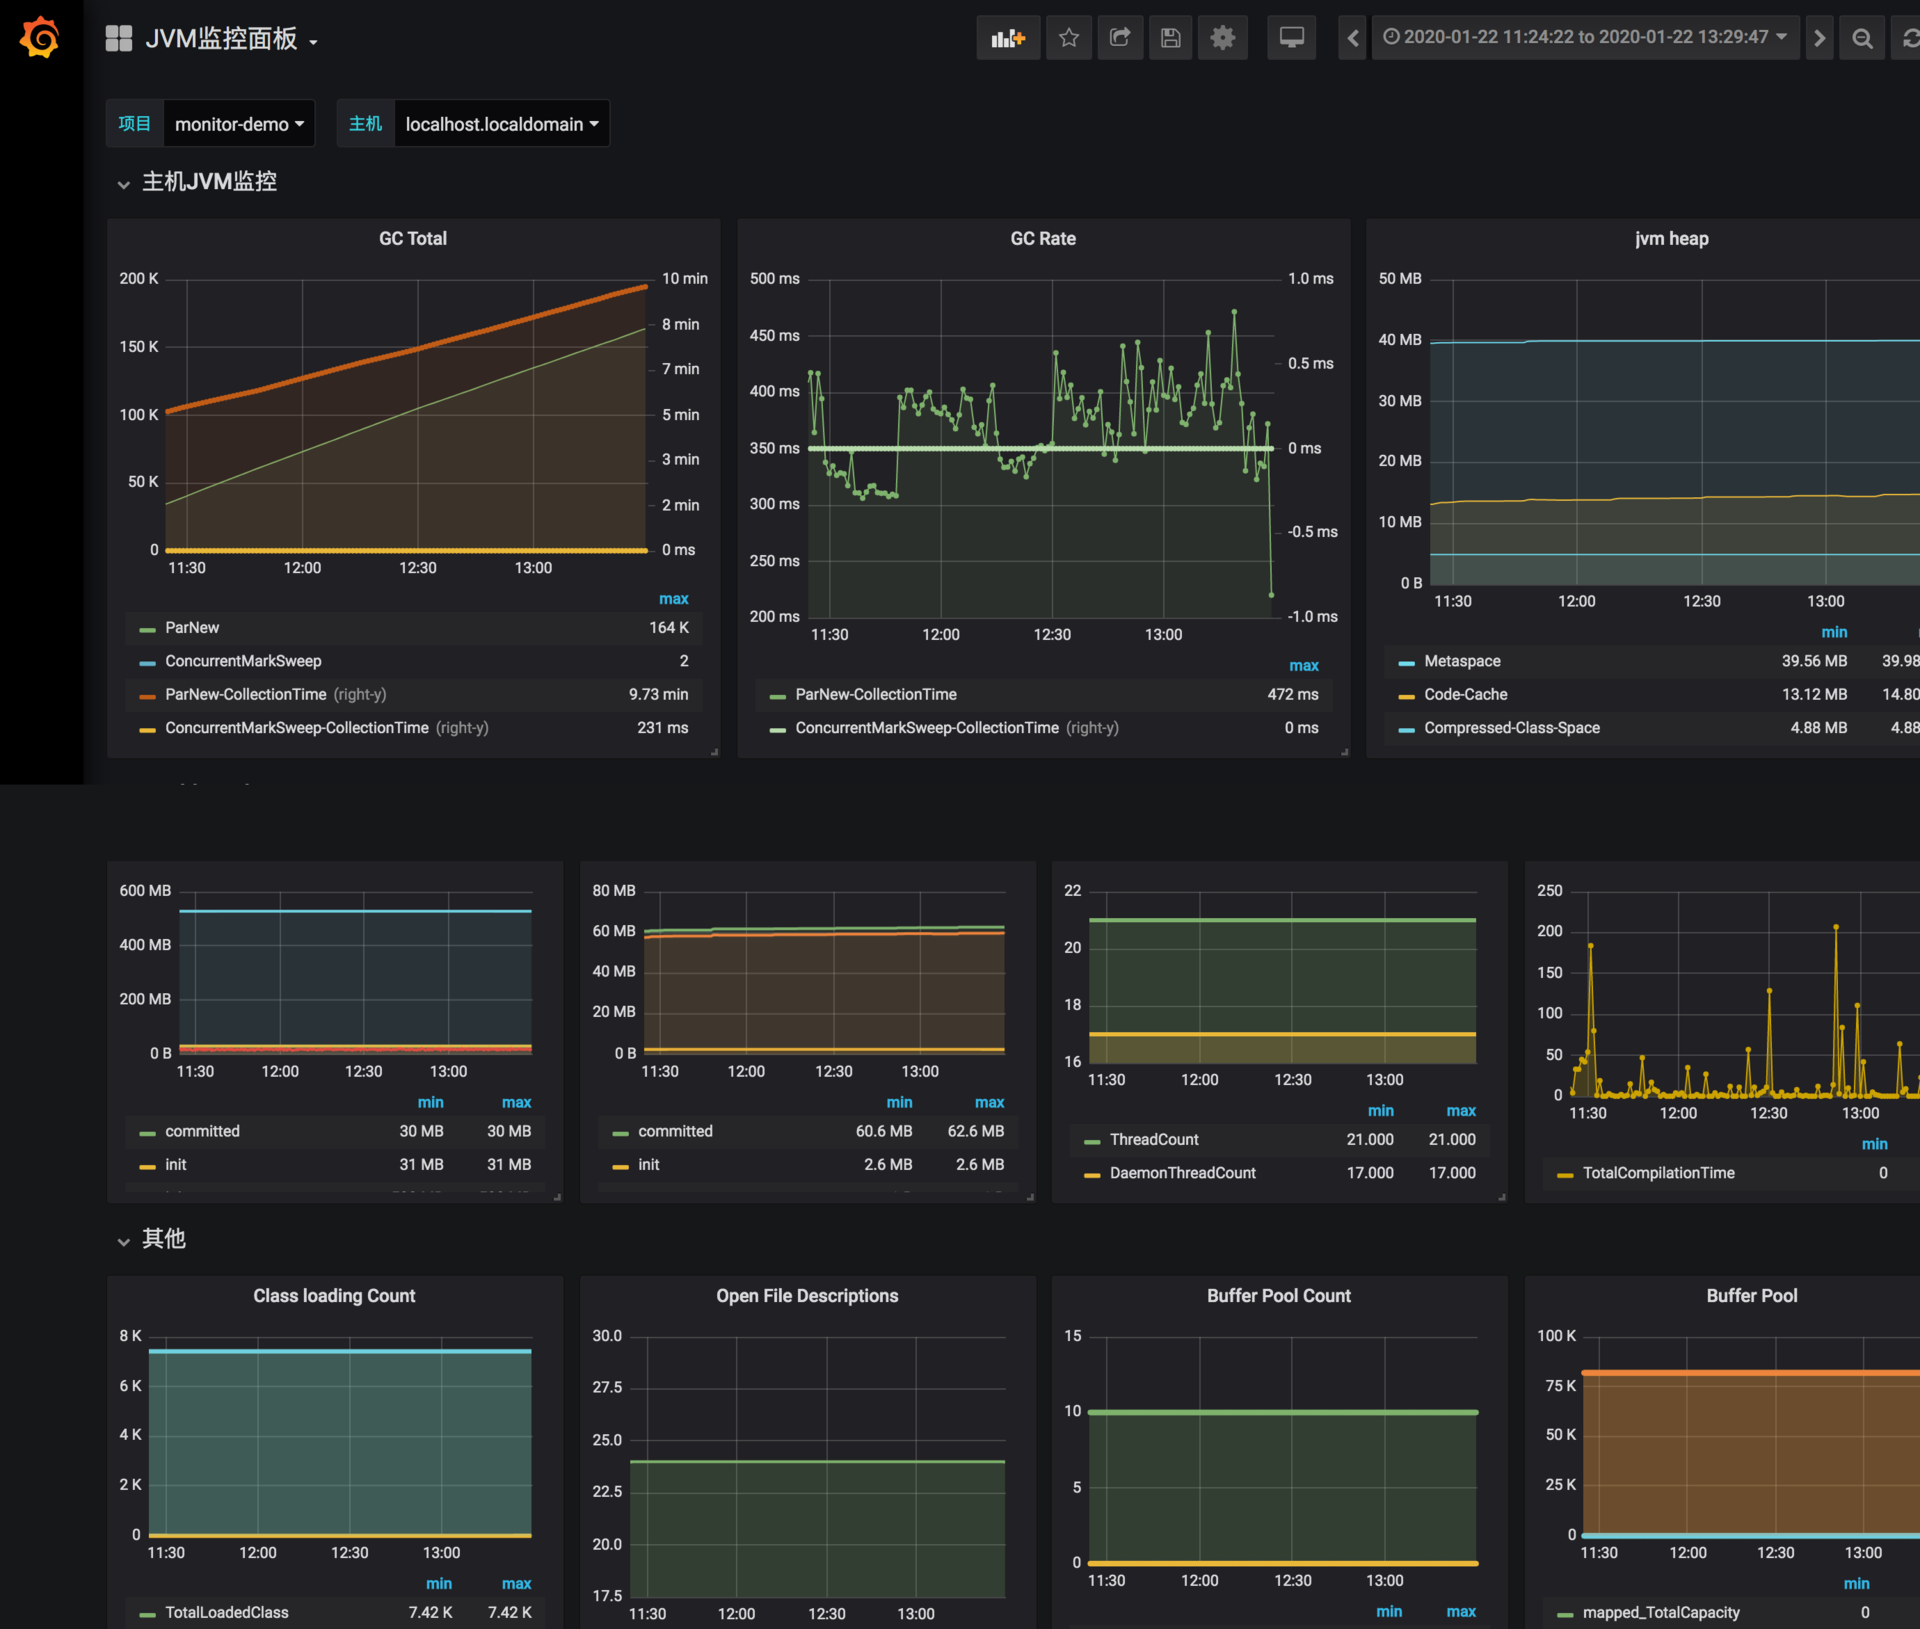 JVM监控面板
2020-01-22 11:24:22 to 2020-01-22 13:29:47
项目 monitor-demo 主机 localhost.localdomain
主机JVM监控
GC Total
200 K 10 min
8 min
150 K
7 min
100 K 5 min
3 min
50 K
2 min
0 0 ms
11:30 12:00 12:30 13:00
max
ParNew 164 K
ConcurrentMarkSweep 2
ParNew-CollectionTime (right-y) 9.73 min
ConcurrentMarkSweep-CollectionTime (right-y) 231 ms
GC Rate
500 ms 1.0 ms
450 ms
0.5 ms
400 ms
350 ms 0 ms
300 ms
-0.5 ms
250 ms
200 ms -1.0 ms
11:30 12:00 12:30 13:00
max
ParNew-CollectionTime 472 ms
ConcurrentMarkSweep-CollectionTime (right-y) 0 ms
jvm heap
50 MB
40 MB
30 MB
20 MB
10 MB
0 B
11:30 12:00 12:30 13:00
min
Metaspace 39.56 MB 39.98
Code-Cache 13.12 MB 14.80
Compressed-Class-Space 4.88 MB 4.88
600 MB
400 MB
200 MB
0 B
11:30 12:00 12:30 13:00
min max
committed 30 MB 30 MB
init 31 MB 31 MB
80 MB
60 MB
40 MB
20 MB
0 B
11:30 12:00 12:30 13:00
min max
committed 60.6 MB 62.6 MB
init 2.6 MB 2.6 MB
22
20
18
16
11:30 12:00 12:30 13:00
min max
ThreadCount 21.000 21.000
DaemonThreadCount 17.000 17.000
250
200
150
100
50
0
11:30 12:00 12:30 13:00
min
TotalCompilationTime 0
其他
Class loading Count
8 K
6 K
4 K
2 K
0
11:30 12:00 12:30 13:00
min max
TotalLoadedClass 7.42 K 7.42 K
Open File Descriptions
30.0
27.5
25.0
22.5
20.0
17.5
11:30 12:00 12:30 13:00
Buffer Pool Count
15
10
5
0
11:30 12:00 12:30 13:00
min max
Buffer Pool
100 K
75 K
50 K
25 K
0
11:30 12:00 12:30 13:00
min
mapped_TotalCapacity 0